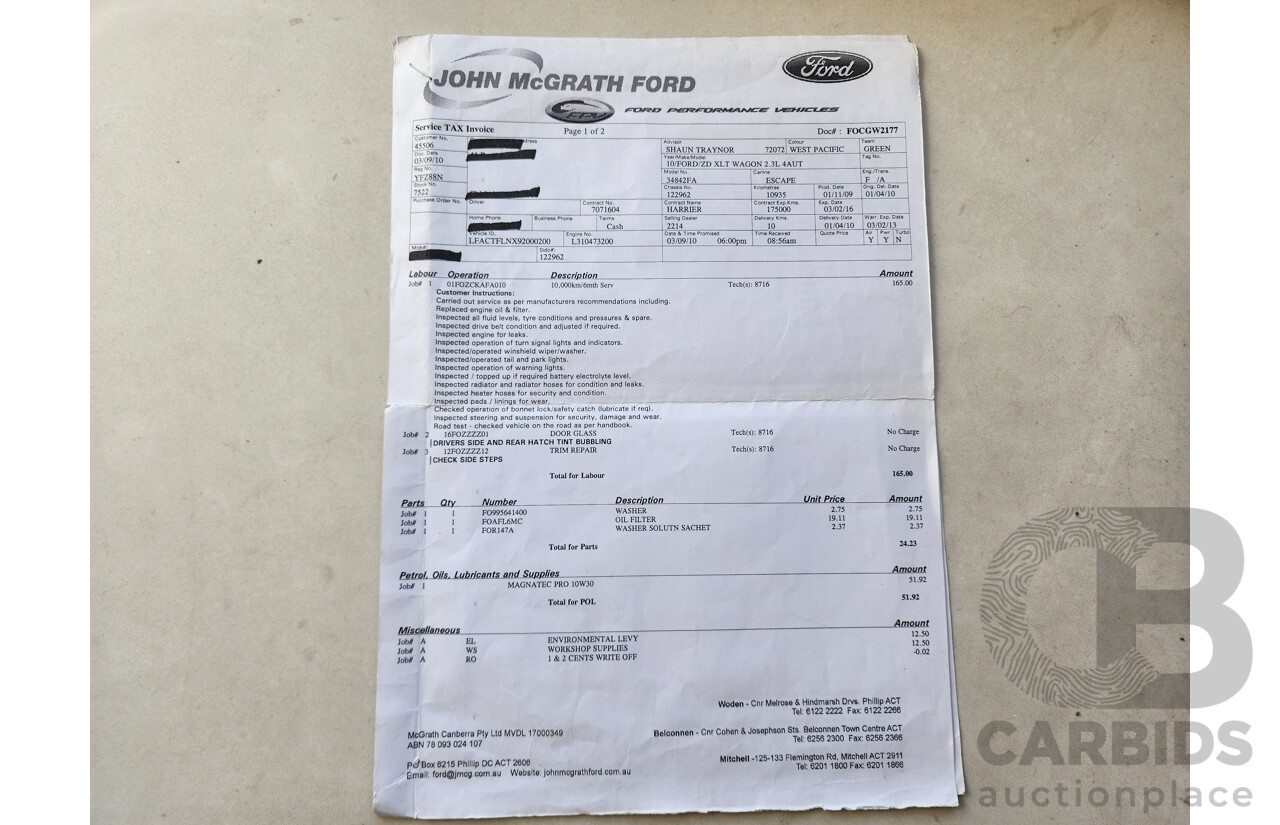 JOHN McGRATH FORD
Ford
FPV
FORD PERFORMANCE VEHICLES
Service TAX Invoice Page 1 of 2 Doc# : FOCGW2177
Customer No. Advisor Colour Team
45506 SHAUN TRAYNOR 72072 WEST PACIFIC GREEN
Doc. Date Year/Make/Model Tag No.
03/09/10 10/FORD/ZD XLT WAGON 2.3L 4AUT
Reg No. Model No. Carline Eng./Trans.
YFZ88N 34842FA ESCAPE F /A
Stock No. Chassis No. Kilometres Prod. Date Orig. Del. Date
7522 122962 10935 01/11/09 01/04/10
Purchase Order No. Driver Contract No. Contract Name Contract Exp.Kms. Exp. Date
7071604 HARRIER 175000 03/02/16
Home Phone Business Phone Terms Selling Dealer Delivery Kms. Delivery Date Warr. Exp. Date
Cash 2214 10 01/04/10 03/02/13
Vehicle ID. Engine No. Date & Time Promised Time Received Quote Price Air Pwr Turbo
LFACTFLNX92000200 L310473200 03/09/10 06:00pm 08:56am Y Y N
Mob#: Sido#:
122962
Labour Operation Description Amount
Job# 1 01FOZCKAFA010 10,000km/6mth Serv Tech(s): 8716 165.00
Customer Instructions:
Carried out service as per manufacturers recommendations including.
Replaced engine oil & filter.
Inspected all fluid levels, tyre conditions and pressures & spare.
Inspected drive belt condition and adjusted if required.
Inspected engine for leaks.
Inspected operation of turn signal lights and indicators.
Inspected/operated winshield wiper/washer.
Inspected/operated tail and park lights.
Inspected operation of warning lights.
Inspected / topped up if required battery electrolyte level.
Inspected radiator and radiator hoses for condition and leaks.
Inspected heater hoses for security and condition.
Inspected pads / linings for wear.
Checked operation of bonnet lock/safety catch (lubricate if req).
Inspected steering and suspension for security, damage and wear.
Road test - checked vehicle on the road as per handbook.
Job# 2 16FOZZZZ01 DOOR GLASS Tech(s): 8716 No Charge
DRIVERS SIDE AND REAR HATCH TINT BUBBLING
Job# 3 12FOZZZZ12 TRIM REPAIR Tech(s): 8716 No Charge
CHECK SIDE STEPS
Total for Labour 165.00
Parts Qty Number Description Unit Price Amount
Job# 1 1 FO995641400 WASHER 2.75 2.75
Job# 1 1 FOAFL6MC OIL FILTER 19.11 19.11
Job# 1 1 FOR147A WASHER SOLUTN SACHET 2.37 2.37
Total for Parts 24.23
Petrol, Oils, Lubricants and Supplies Amount
Job# 1 MAGNATEC PRO 10W30 51.92
Total for POL 51.92
Miscellaneous Amount
Job# A EL ENVIRONMENTAL LEVY 12.50
Job# A WS WORKSHOP SUPPLIES 12.50
Job# A RO 1 & 2 CENTS WRITE OFF -0.02
Woden - Cnr Melrose & Hindmarsh Drvs. Phillip ACT
Tel: 6122 2222 Fax: 6122 2266
McGrath Canberra Pty Ltd MVDL 17000349 Belconnen - Cnr Cohen & Josephson Sts. Belconnen Town Centre ACT
ABN 78 093 024 107 Tel: 6256 2300 Fax: 6256 2366
PO Box 6215 Phillip DC ACT 2606 Mitchell -125-133 Flemington Rd, Mitchell ACT 2911
Email: ford@jmcg.com.au Website: johnmcgrathford.com.au Tel: 6201 1800 Fax: 6201 1866
CARBIDS
auctionplace